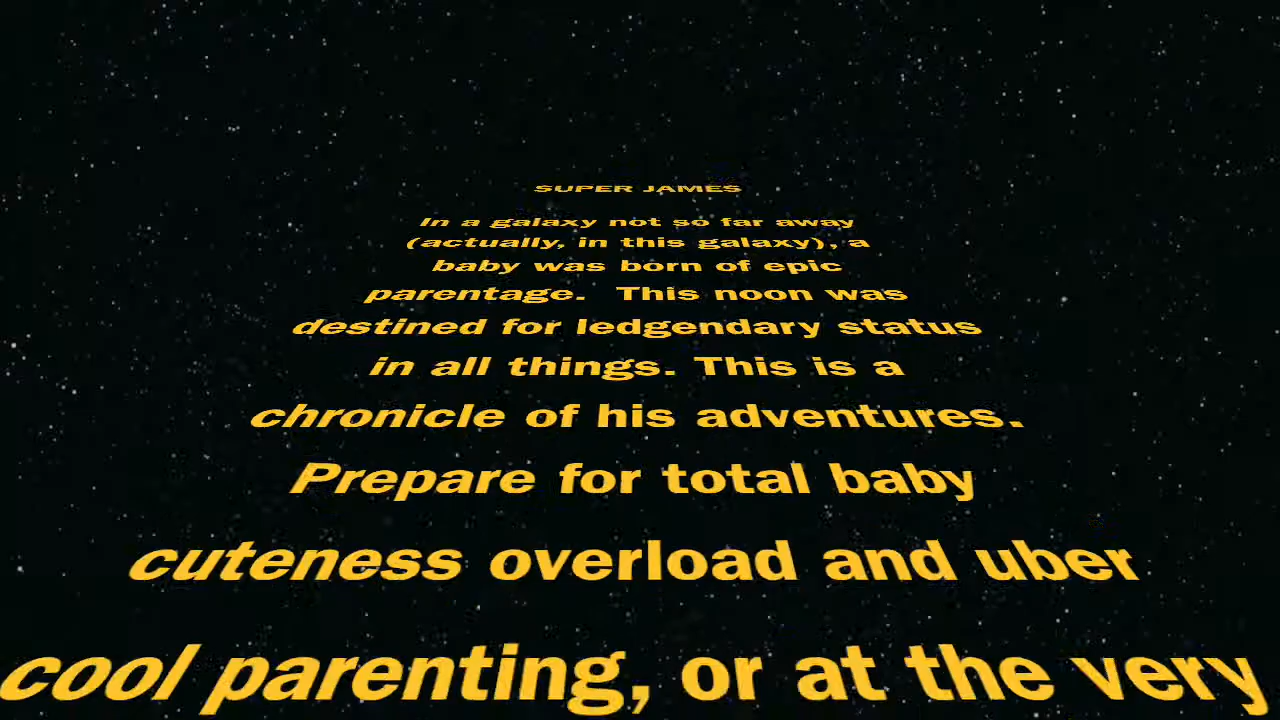 SUPER JAMES
In a galaxy not so far away
(actually, in this galaxy), a
baby was born of epic
parentage.  This noon was
destined for ledgendary status
in all things. This is a
chronicle of his adventures.
Prepare for total baby
cuteness overload and uber
cool parenting, or at the very